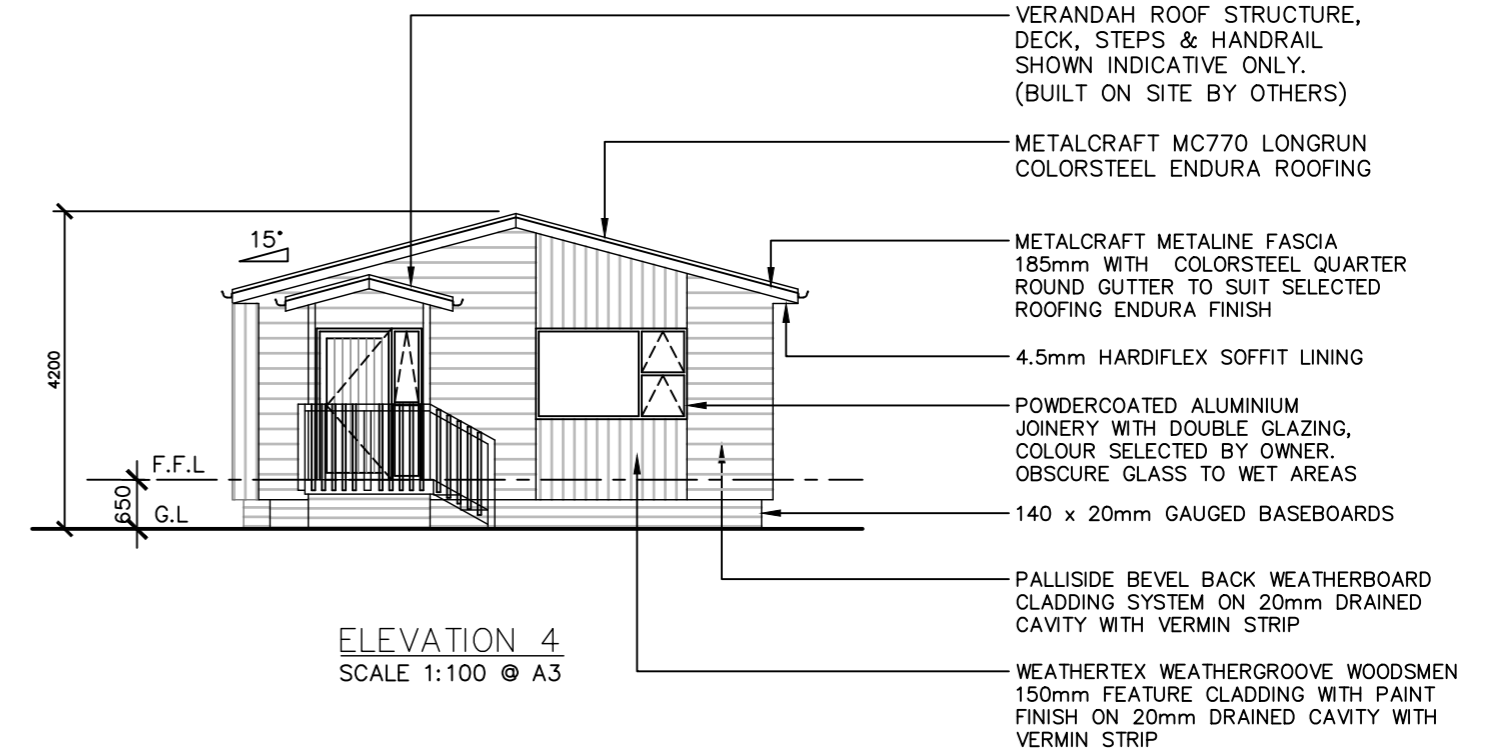 VERANDAH ROOF STRUCTURE,
DECK, STEPS & HANDRAIL
SHOWN INDICATIVE ONLY.
(BUILT ON SITE BY OTHERS)
METALCRAFT MC770 LONGRUN
COLORSTEEL ENDURA ROOFING
METALCRAFT METALINE FASCIA
185mm WITH COLORSTEEL QUARTER
ROUND GUTTER TO SUIT SELECTED
ROOFING ENDURA FINISH
4.5mm HARDIFLEX SOFFIT LINING
POWDERCOATED ALUMINIUM
JOINERY WITH DOUBLE GLAZING,
COLOUR SELECTED BY OWNER.
OBSCURE GLASS TO WET AREAS
140 x 20mm GAUGED BASEBOARDS
PALLISIDE BEVEL BACK WEATHERBOARD
CLADDING SYSTEM ON 20mm DRAINED
CAVITY WITH VERMIN STRIP
WEATHERTEX WEATHERGROOVE WOODSMEN
150mm FEATURE CLADDING WITH PAINT
FINISH ON 20mm DRAINED CAVITY WITH
VERMIN STRIP
15°
4200
F.F.L
650
G.L
ELEVATION 4
SCALE 1:100 @ A3